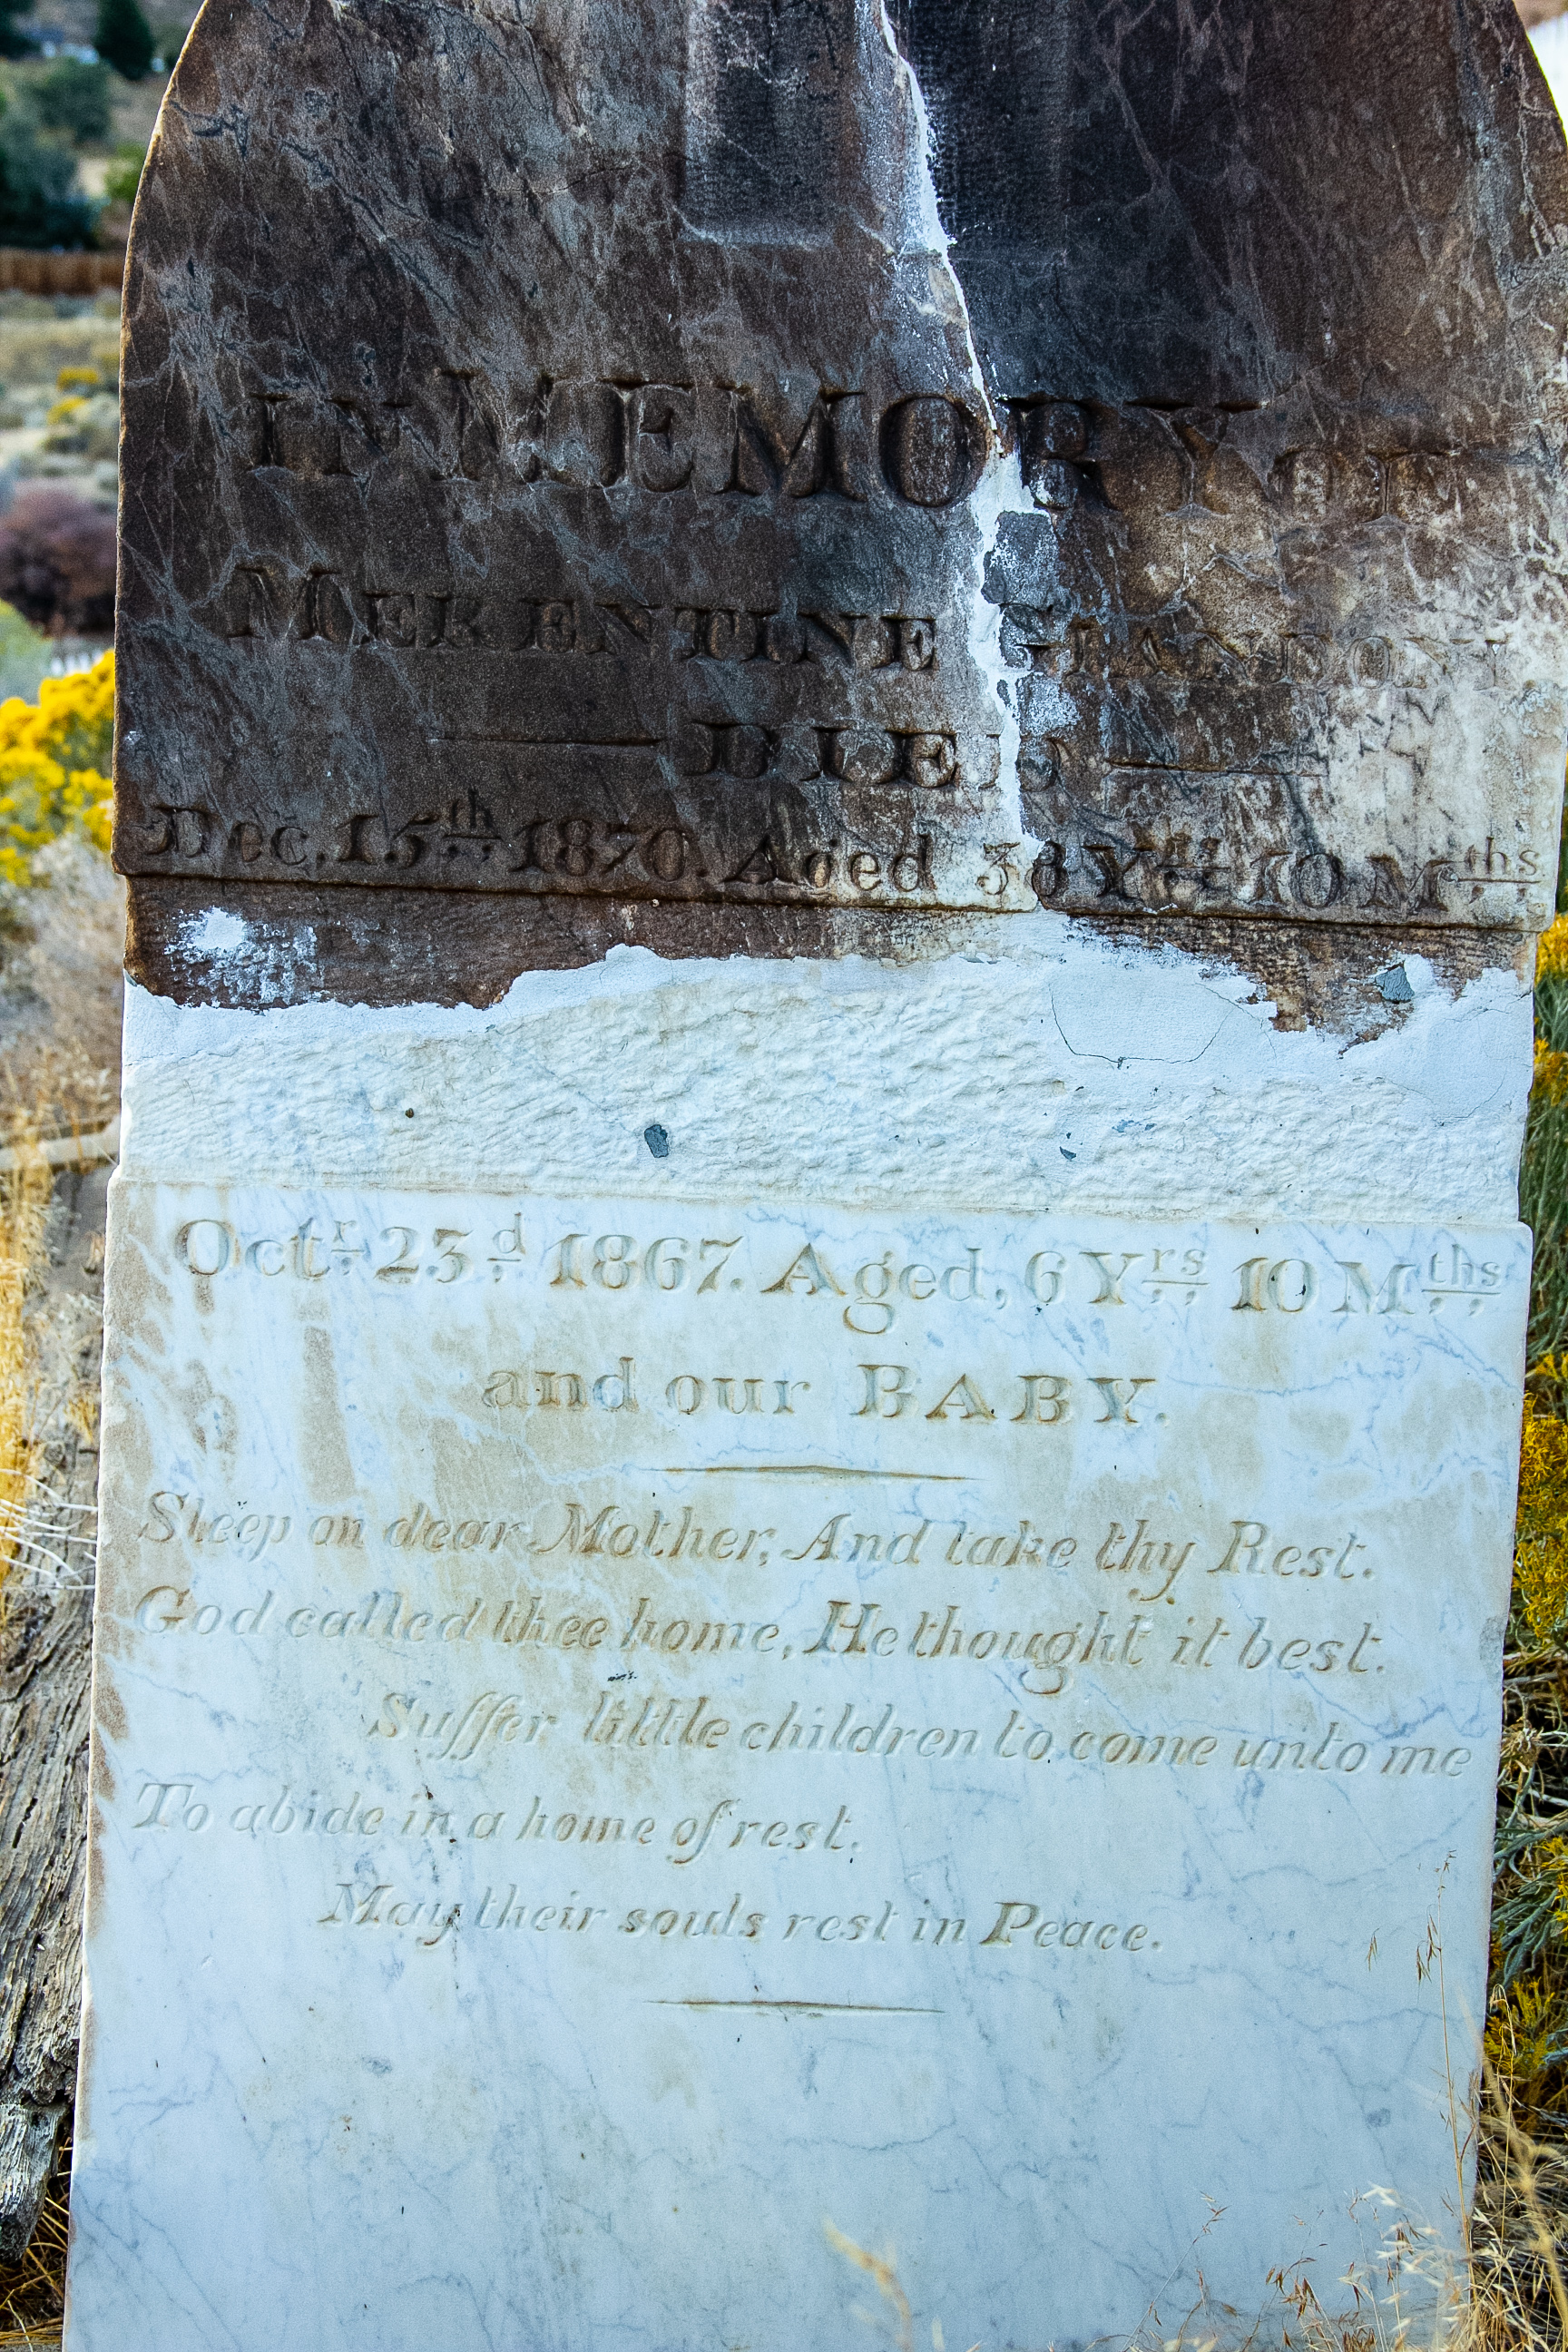 IN MEMORY OF
MERENTINE
DIED
Dec. 15th 1870. Aged 38 Yrs 10 Mths
Octr 23d 1867. Aged, 6 Yrs 10 Mths
and our BABY.
Sleep on dear Mother, And take thy Rest.
God called thee home, He thought it best.
Suffer little children to come unto me
To abide in a home of rest.
May their souls rest in Peace.